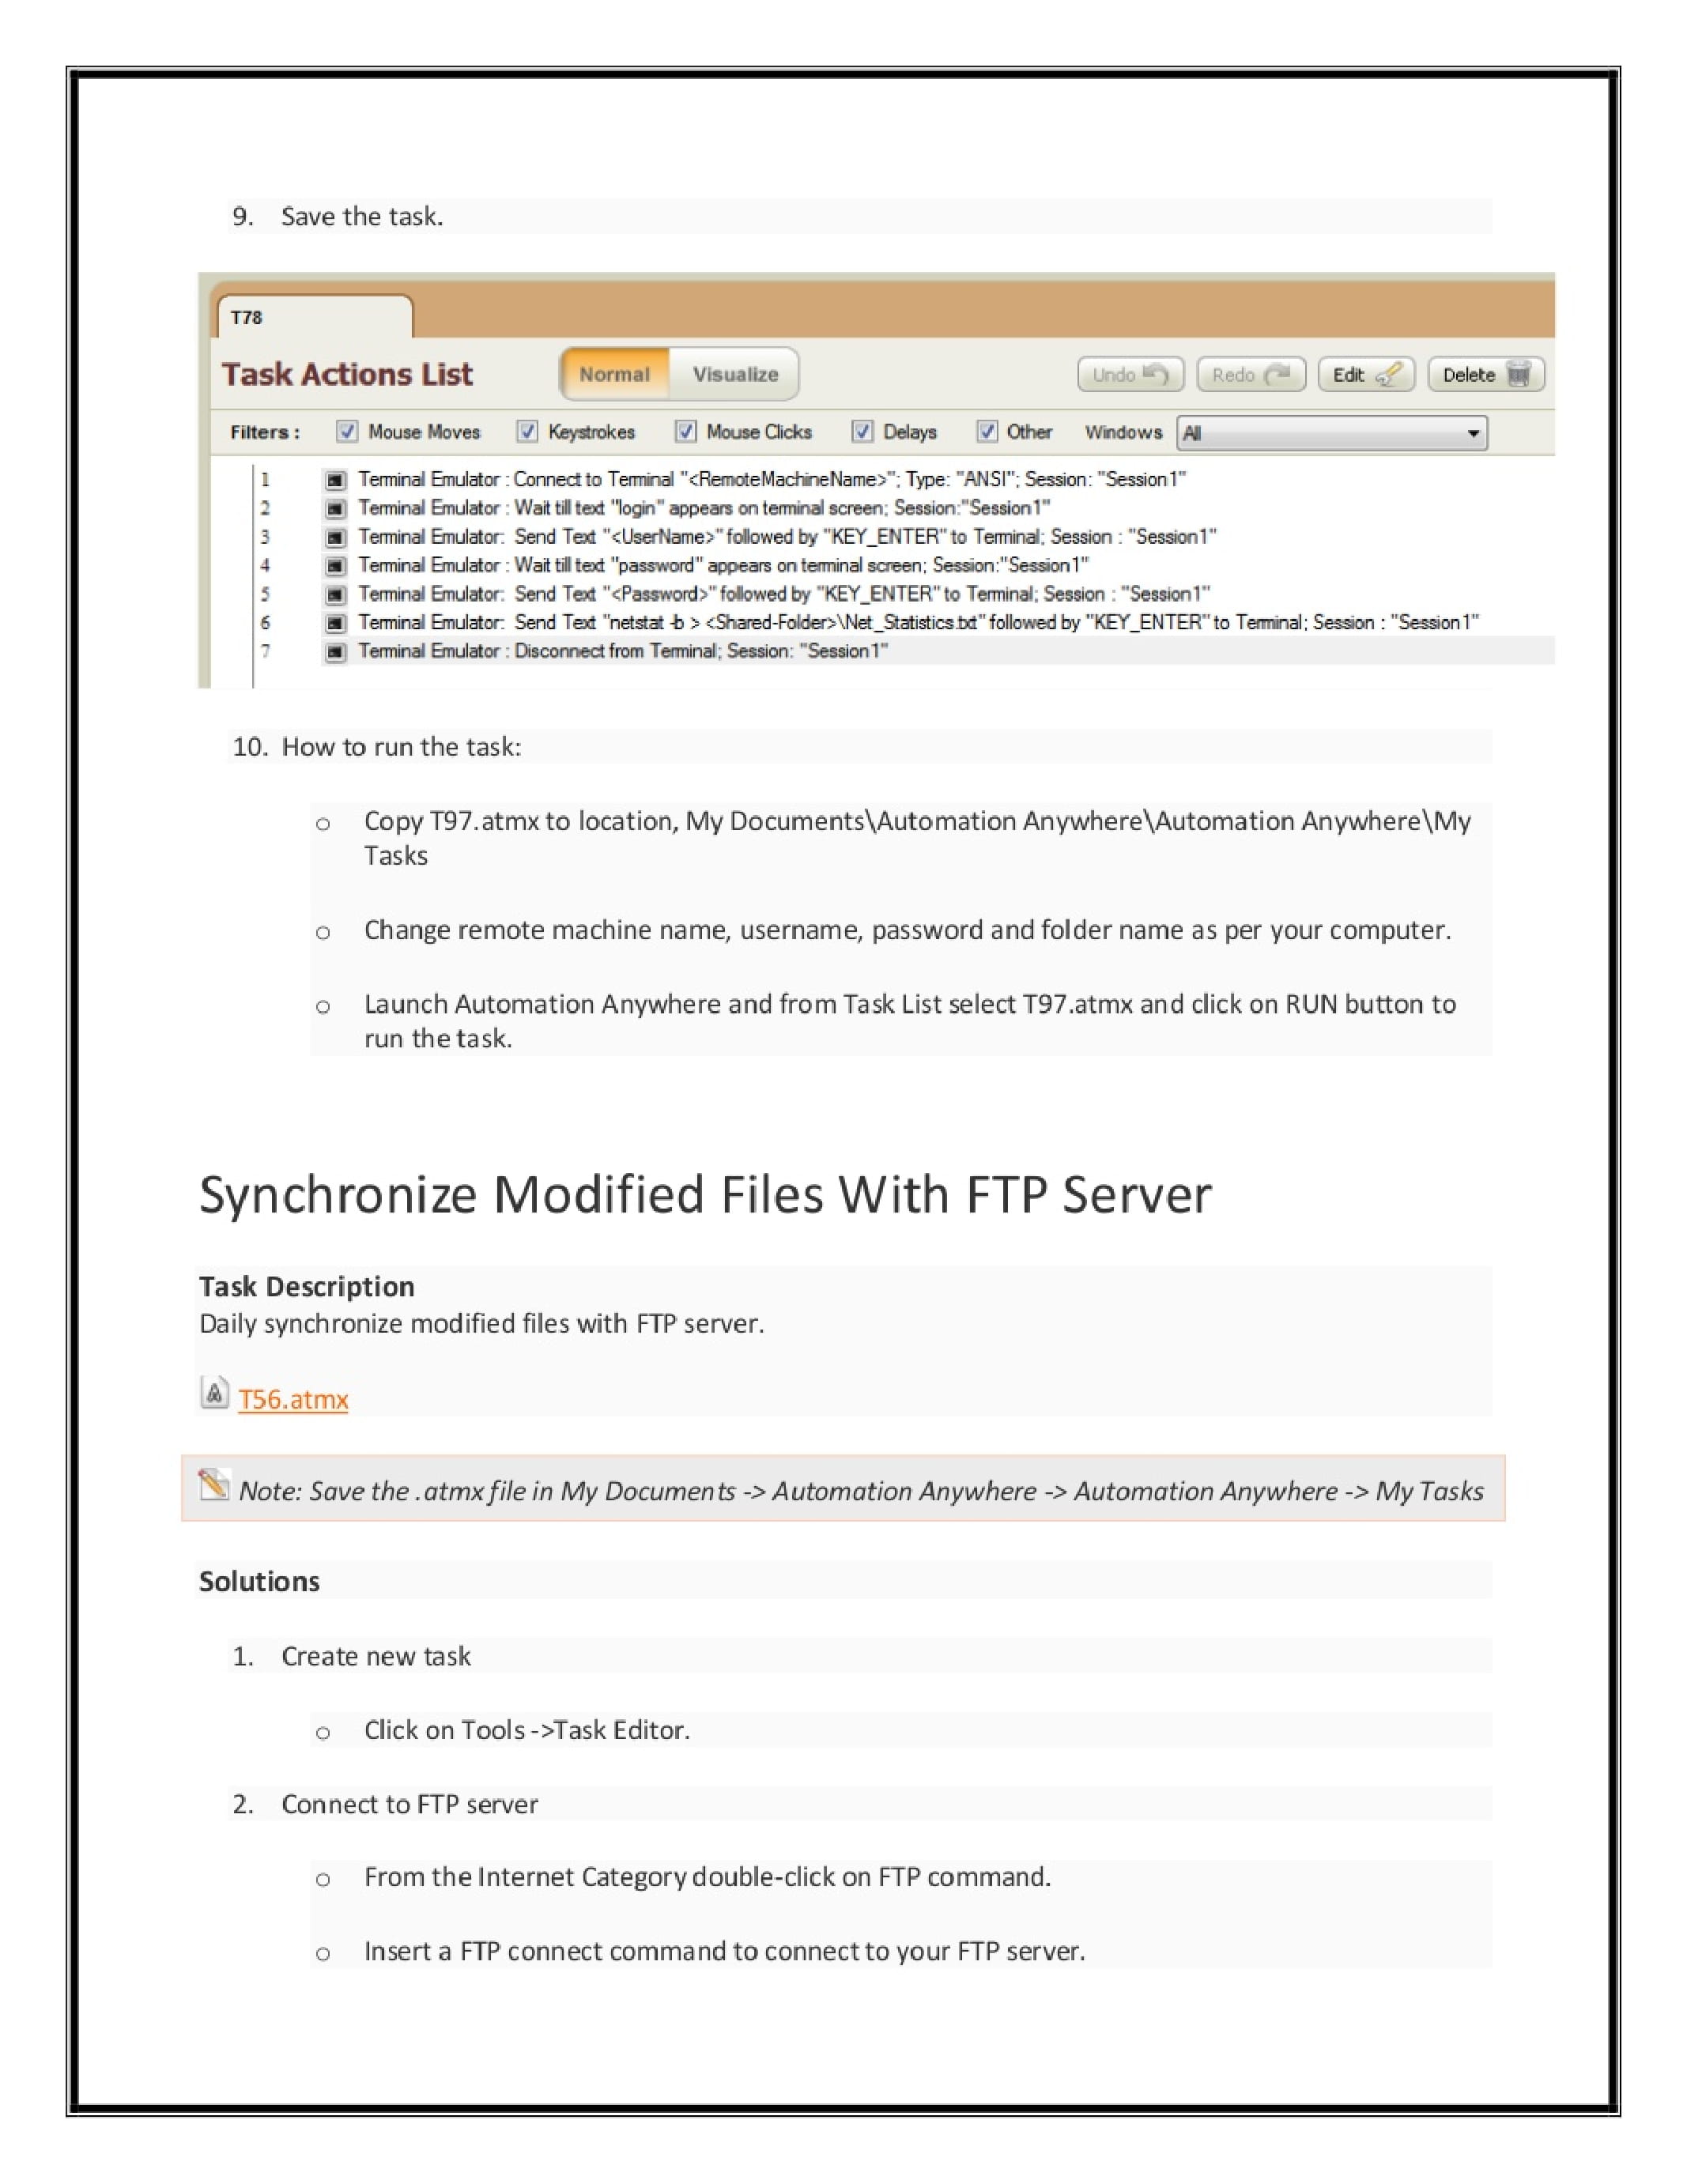 9. Save the task.
T78
Task Actions List Normal Visualize Undo Redo Edit Delete
Filters : Mouse Moves Keystrokes Mouse Clicks Delays Other Windows All
1 Terminal Emulator : Connect to Terminal "<RemoteMachineName>"; Type: "ANSI"; Session: "Session1"
2 Terminal Emulator : Wait till text "login" appears on terminal screen; Session:"Session1"
3 Terminal Emulator: Send Text "<UserName>" followed by "KEY_ENTER" to Terminal; Session : "Session1"
4 Terminal Emulator : Wait till text "password" appears on terminal screen; Session:"Session1"
5 Terminal Emulator: Send Text "<Password>" followed by "KEY_ENTER" to Terminal; Session : "Session1"
6 Terminal Emulator: Send Text "netstat -b > <Shared-Folder>\Net_Statistics.txt" followed by "KEY_ENTER" to Terminal; Session : "Session1"
7 Terminal Emulator : Disconnect from Terminal; Session: "Session1"
10. How to run the task:
o Copy T97.atmx to location, My Documents\Automation Anywhere\Automation Anywhere\My
Tasks
o Change remote machine name, username, password and folder name as per your computer.
o Launch Automation Anywhere and from Task List select T97.atmx and click on RUN button to
run the task.
Synchronize Modified Files With FTP Server
Task Description
Daily synchronize modified files with FTP server.
T56.atmx
Note: Save the .atmx file in My Documents -> Automation Anywhere -> Automation Anywhere -> My Tasks
Solutions
1. Create new task
o Click on Tools ->Task Editor.
2. Connect to FTP server
o From the Internet Category double-click on FTP command.
o Insert a FTP connect command to connect to your FTP server.